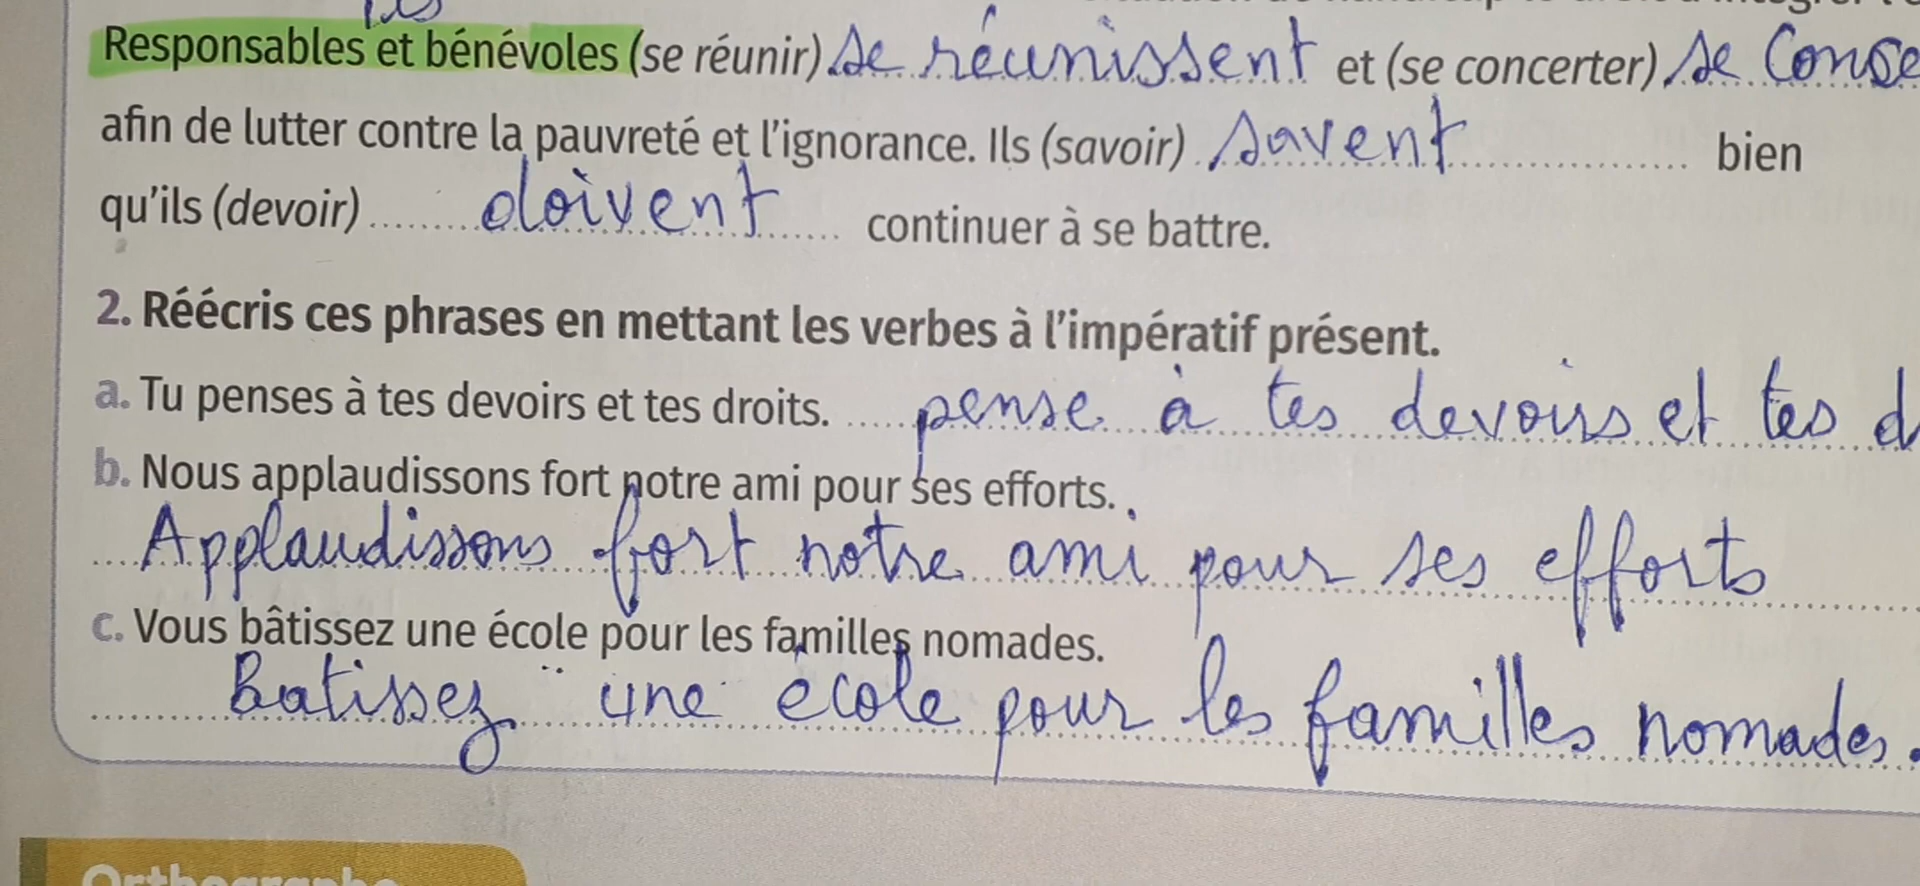 Responsables et bénévoles (se réunir) se réunissent et (se concerter) se Conse
afin de lutter contre la pauvreté et l'ignorance. Ils (savoir) savent bien
qu'ils (devoir) doivent continuer à se battre.
2. Réécris ces phrases en mettant les verbes à l'impératif présent.
a. Tu penses à tes devoirs et tes droits. pense à tes devoirs et tes d
b. Nous applaudissons fort notre ami pour ses efforts.
Applaudissons fort notre ami pour ses efforts
c. Vous bâtissez une école pour les familles nomades.
Batissez une école pour les familles nomades.
Orthographe